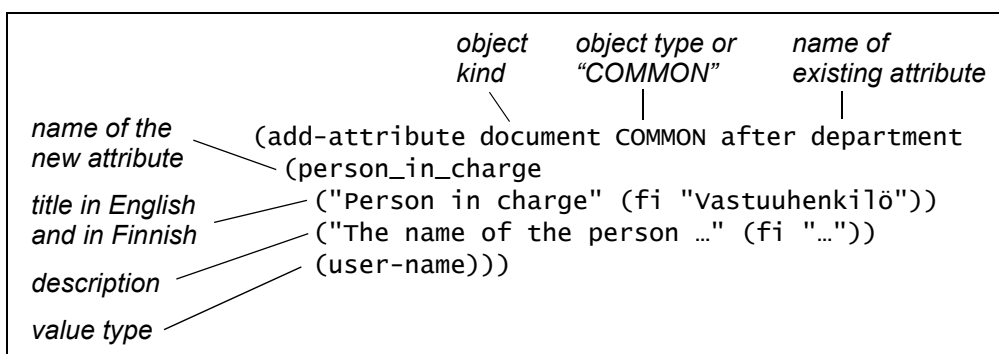 object
kind
object type or
“COMMON”
name of
existing attribute
name of the
new attribute
(add-attribute document COMMON after department
(person_in_charge
title in English
and in Finnish
("Person in charge" (fi "Vastuuhenkilö"))
("The name of the person …" (fi "…"))
description
(user-name)))
value type